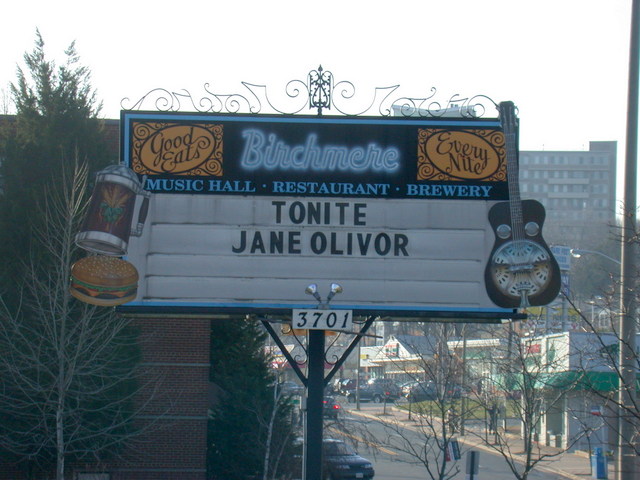 Good Eats
Birchmere
Every Nite
MUSIC HALL · RESTAURANT · BREWERY
TONITE
JANE OLIVOR
3701